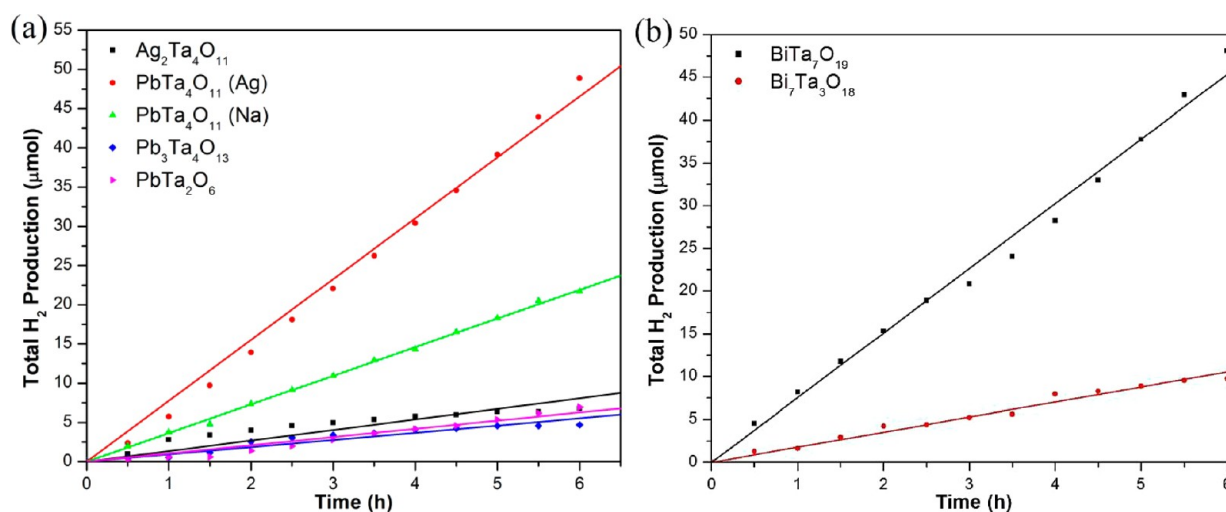 (a)
Total H₂ Production (μmol)
55
50
45
40
35
30
25
20
15
10
5
0
Ag₂Ta₄O₁₁
PbTa₄O₁₁ (Ag)
PbTa₄O₁₁ (Na)
Pb₃Ta₄O₁₃
PbTa₂O₆
0 1 2 3 4 5 6
Time (h)
(b)
Total H₂ Production (μmol)
50
45
40
35
30
25
20
15
10
5
0
BiTa₇O₁₉
Bi₇Ta₃O₁₈
0 1 2 3 4 5 6
Time (h)